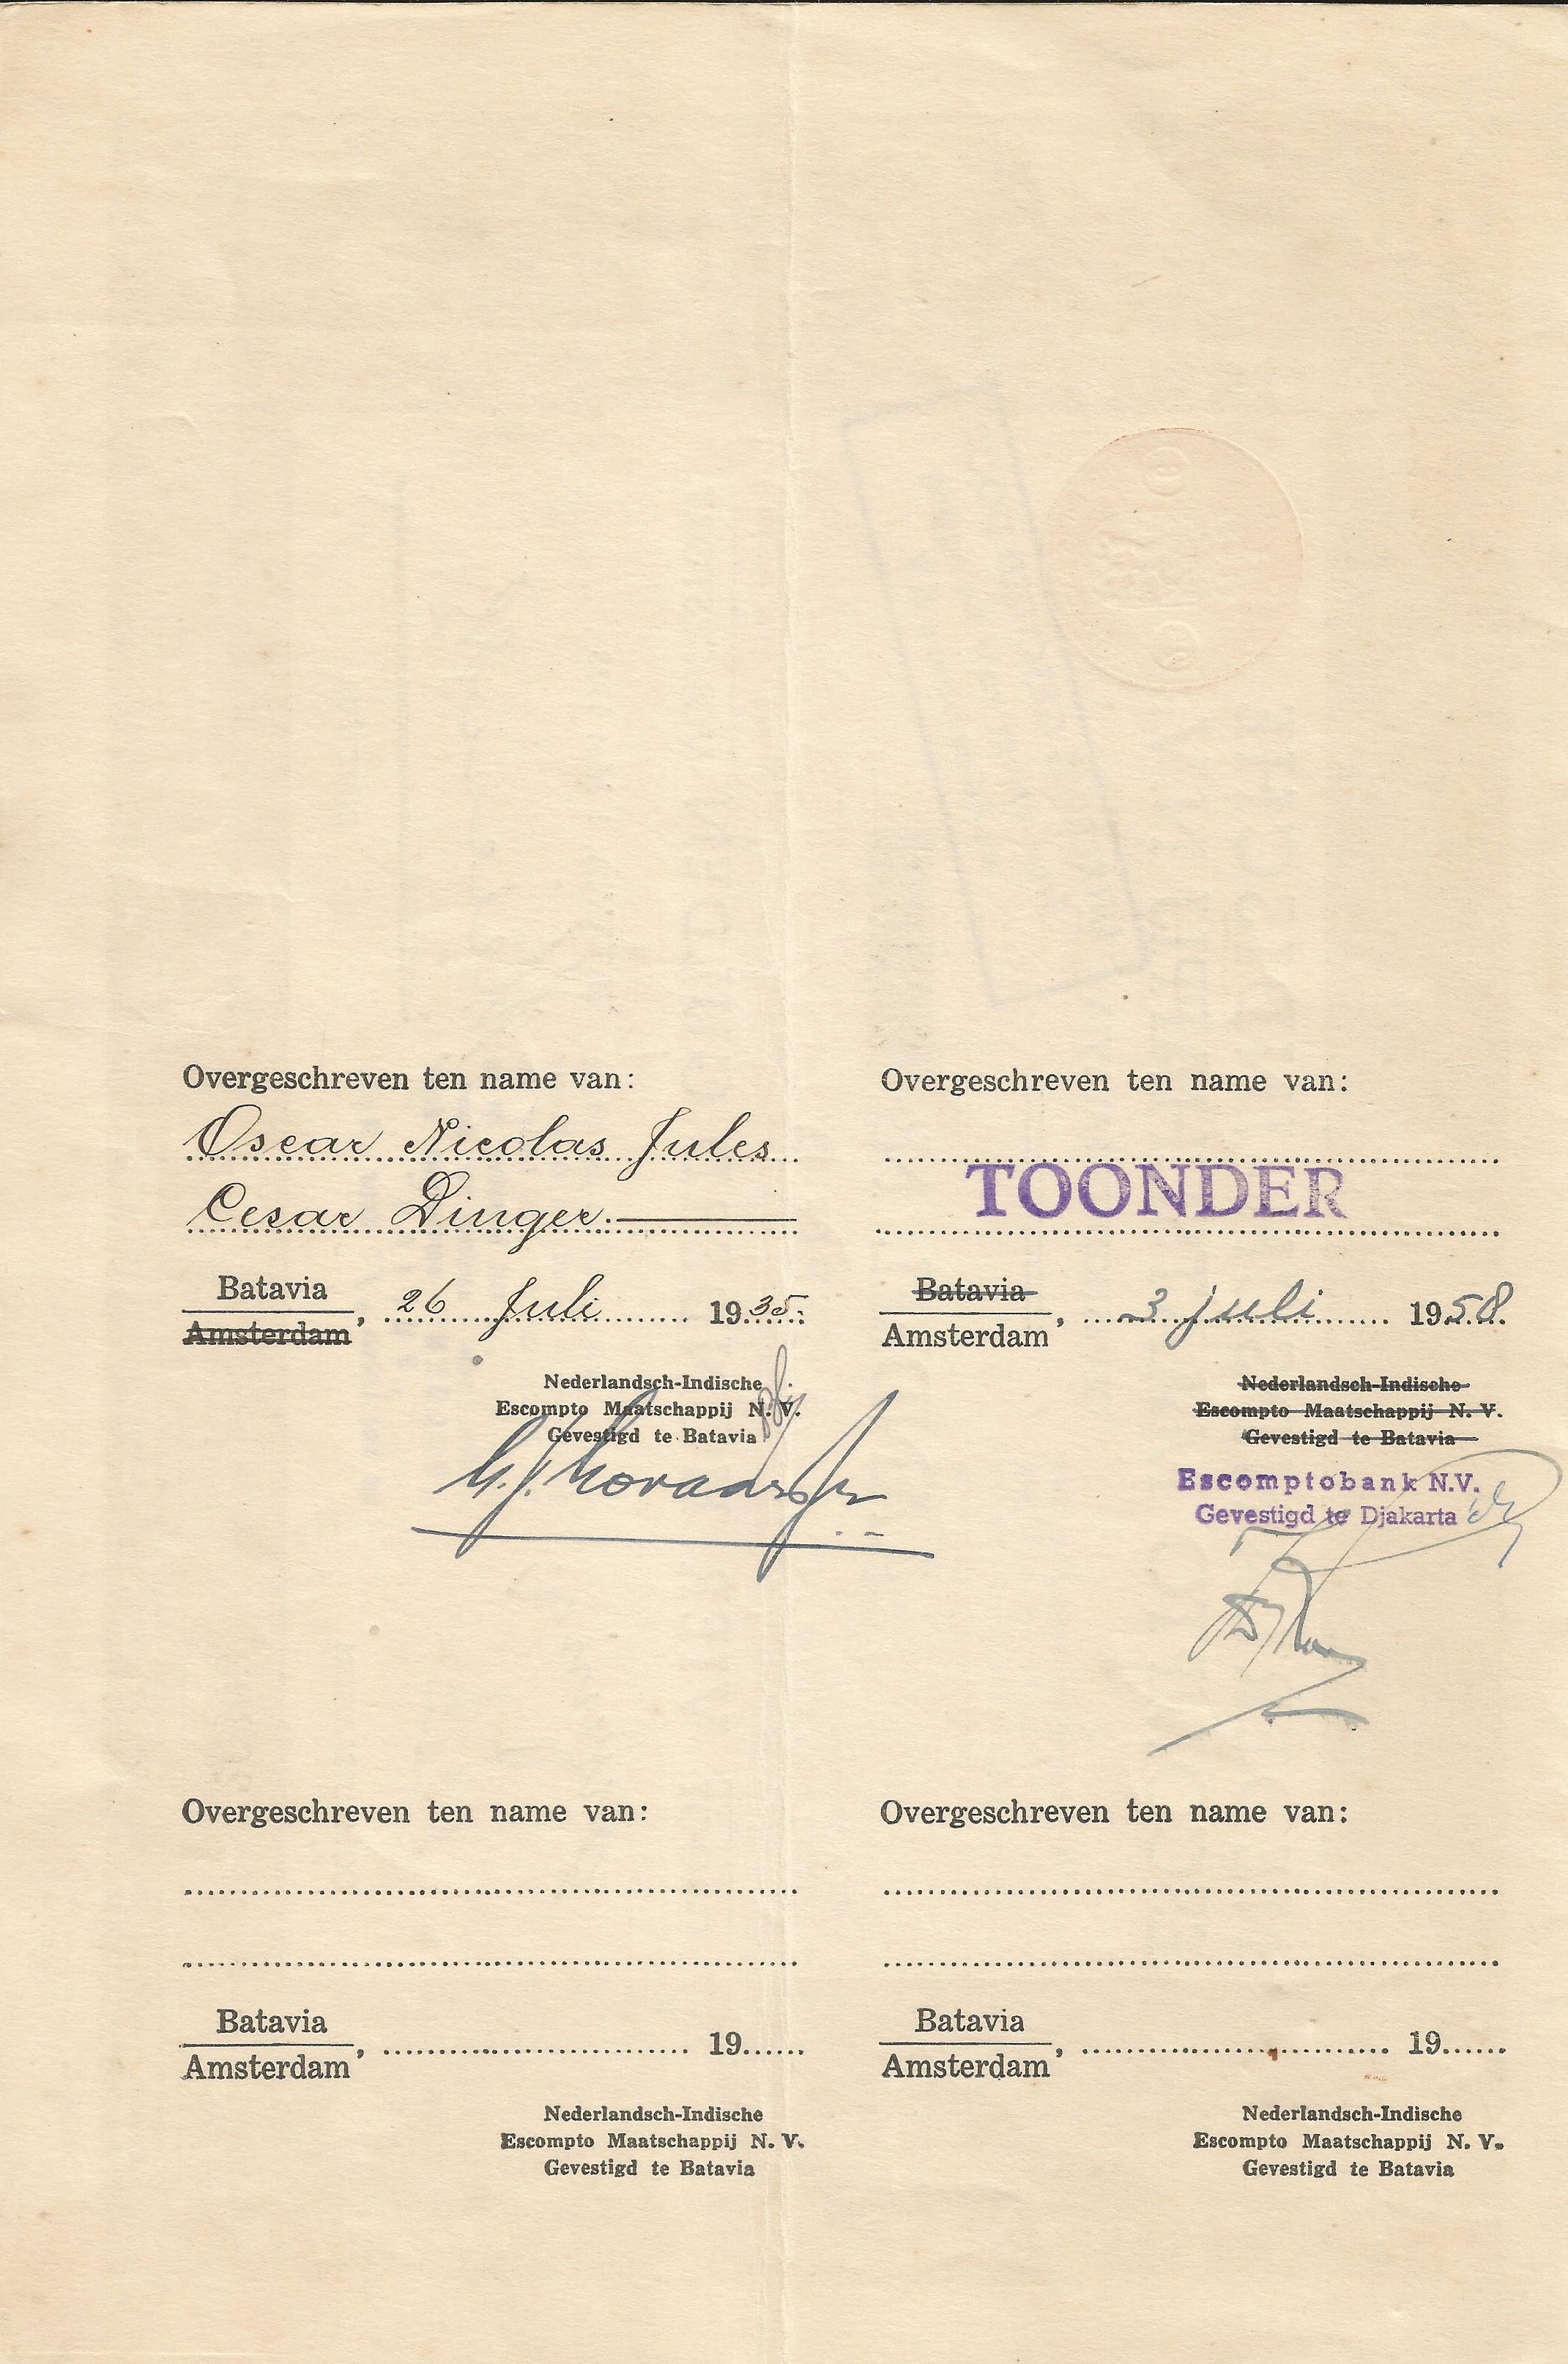 Overgeschreven ten name van:
Oscar Nicolas Jules
Cesar Dinger.
Batavia
Amsterdam, 26 Juli 1935.
Nederlandsch-Indische
Escompto Maatschappij N. V.
Gevestigd te Batavia
Overgeschreven ten name van:
TOONDER
Batavia
Amsterdam, 3 juli 1958.
Nederlandsch-Indische
Escompto Maatschappij N. V.
Gevestigd te Batavia
Escomptobank N.V.
Gevestigd te Djakarta
Overgeschreven ten name van:
Batavia
Amsterdam, 19
Nederlandsch-Indische
Escompto Maatschappij N. V.
Gevestigd te Batavia
Overgeschreven ten name van:
Batavia
Amsterdam, 19
Nederlandsch-Indische
Escompto Maatschappij N. V.
Gevestigd te Batavia